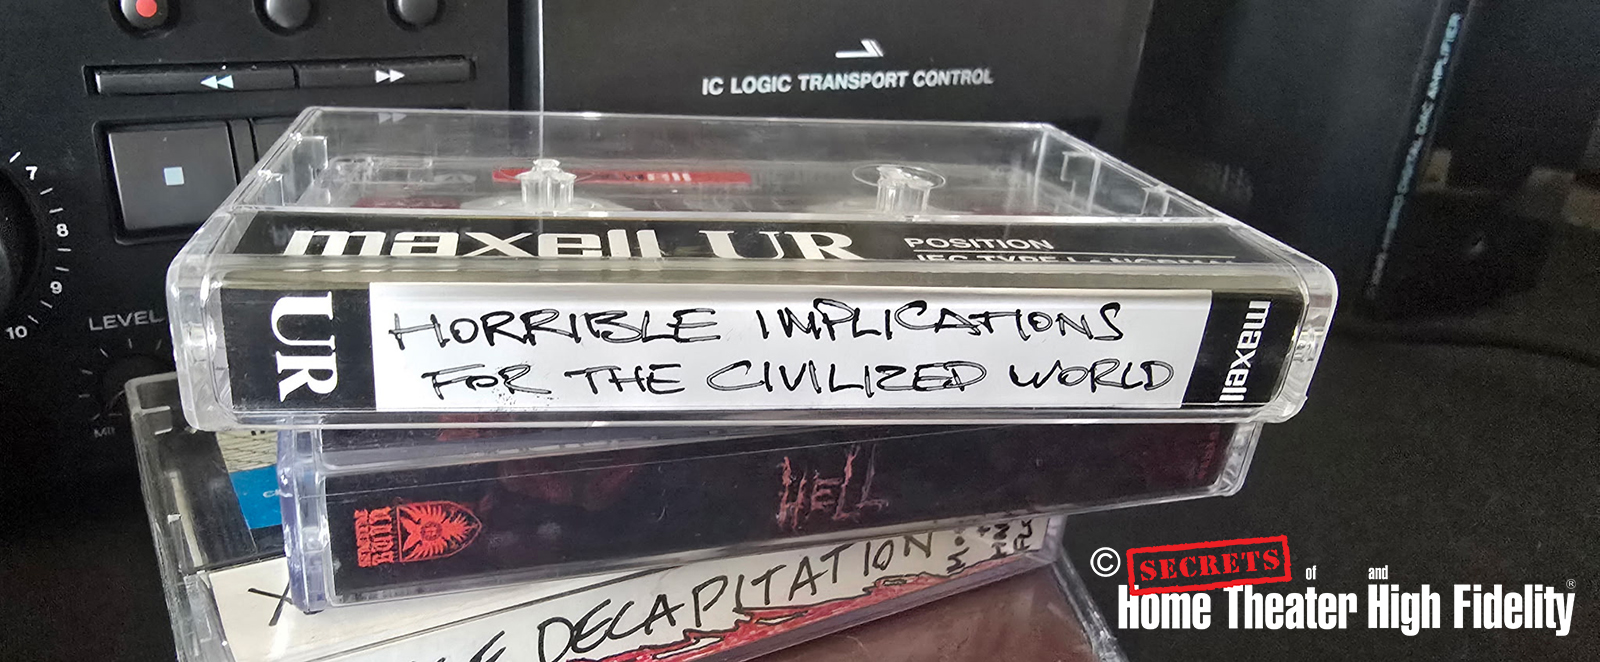 IC LOGIC TRANSPORT CONTROL
7
8
9
10
LEVEL
maxell UR
POSITION
UR
HORRIBLE IMPLICATIONS
FOR THE CIVILIZED WORLD
maxell
HELL
DECAPITATION
© SECRETS of and
Home Theater High Fidelity®